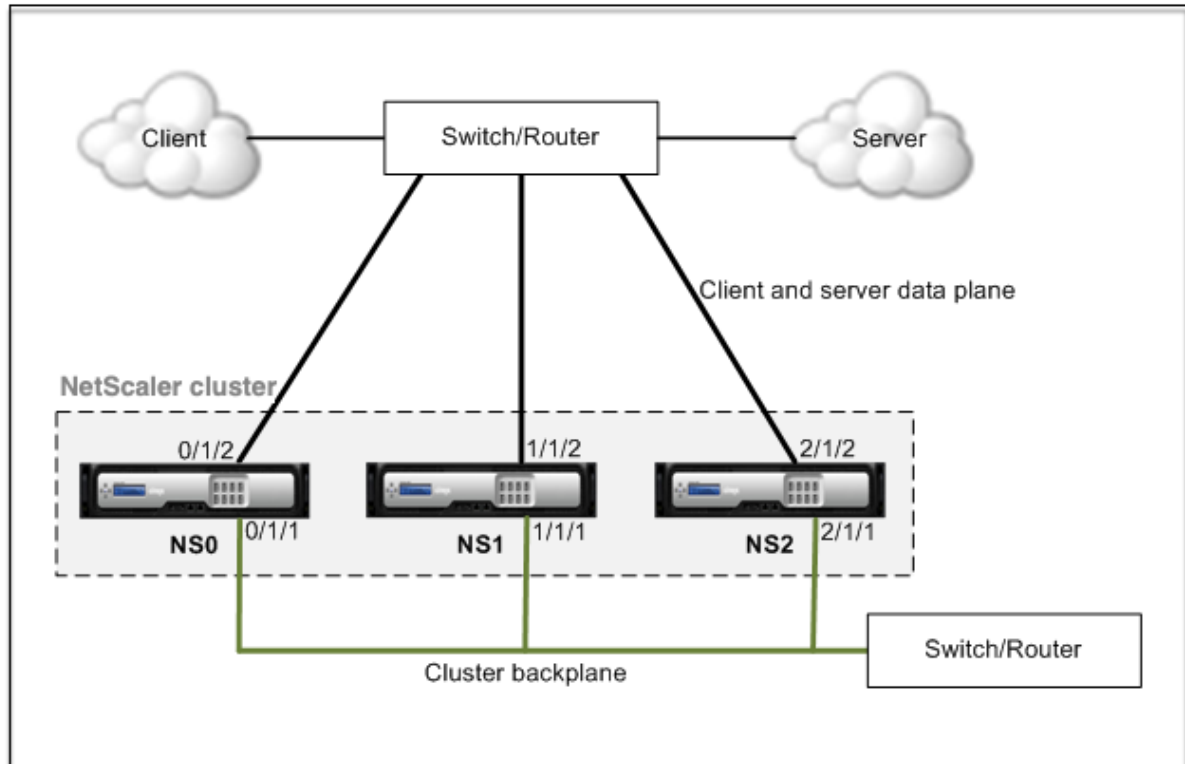 Client
Switch/Router
Server
Client and server data plane
NetScaler cluster
0/1/2
1/1/2
2/1/2
0/1/1
1/1/1
2/1/1
NS0
NS1
NS2
Switch/Router
Cluster backplane